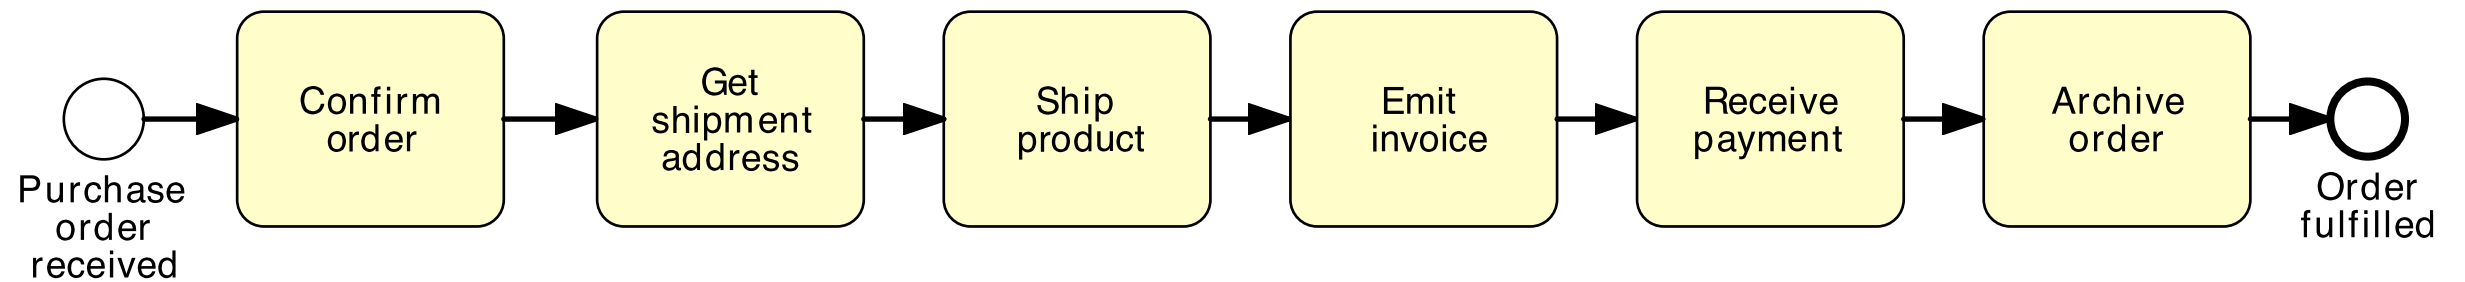 Purchase
order
received
Confirm
order
Get
shipment
address
Ship
product
Emit
invoice
Receive
payment
Archive
order
Order
fulfilled